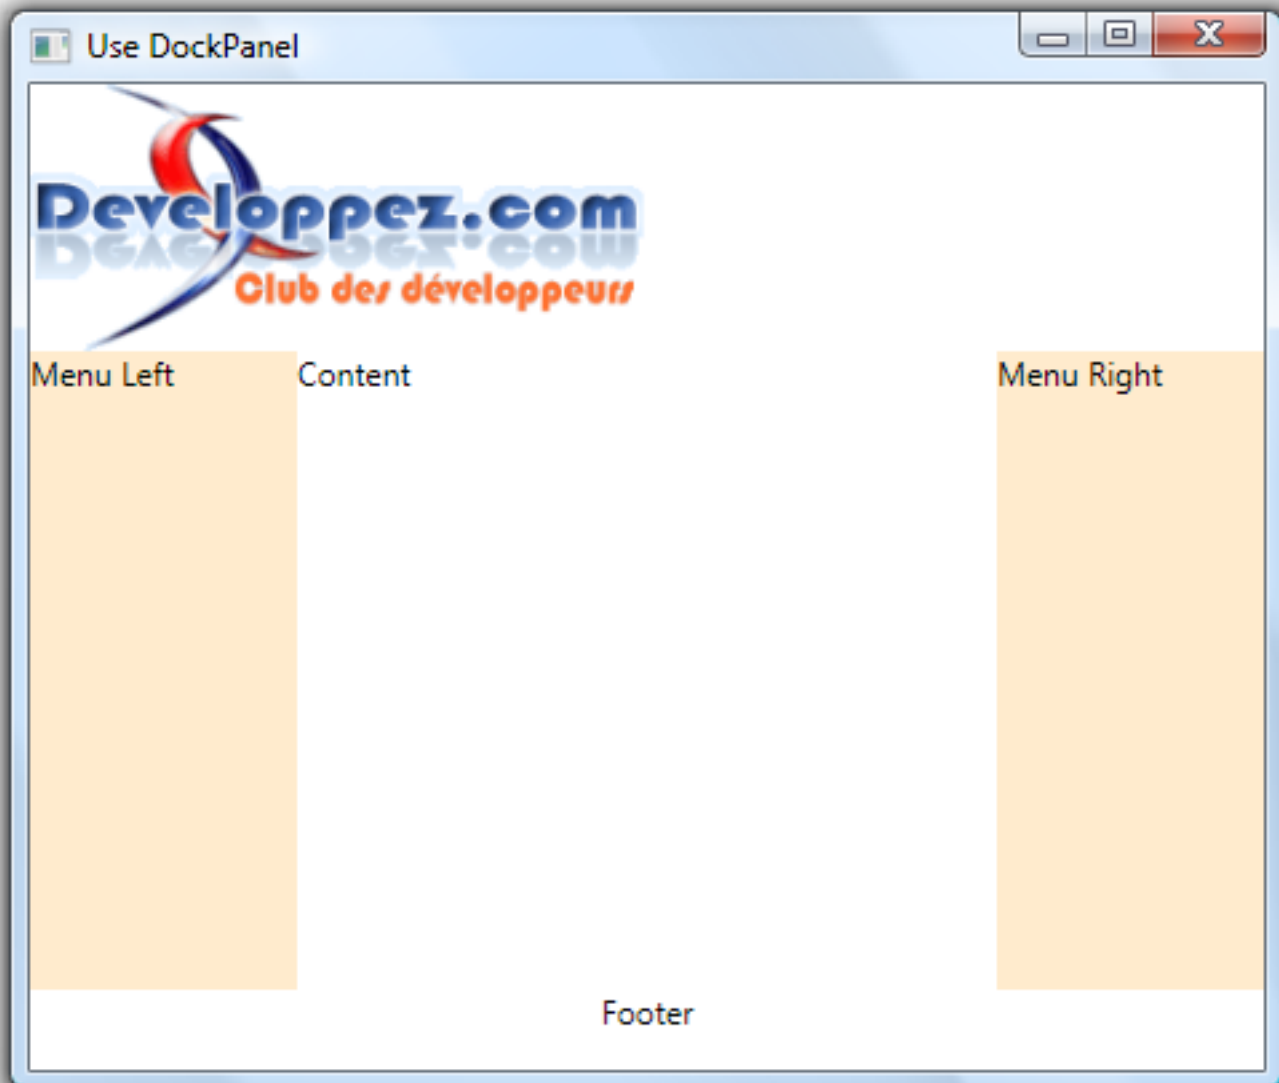 Use DockPanel
Developpez.com
Club des développeurs
Menu Left Content Menu Right
Footer